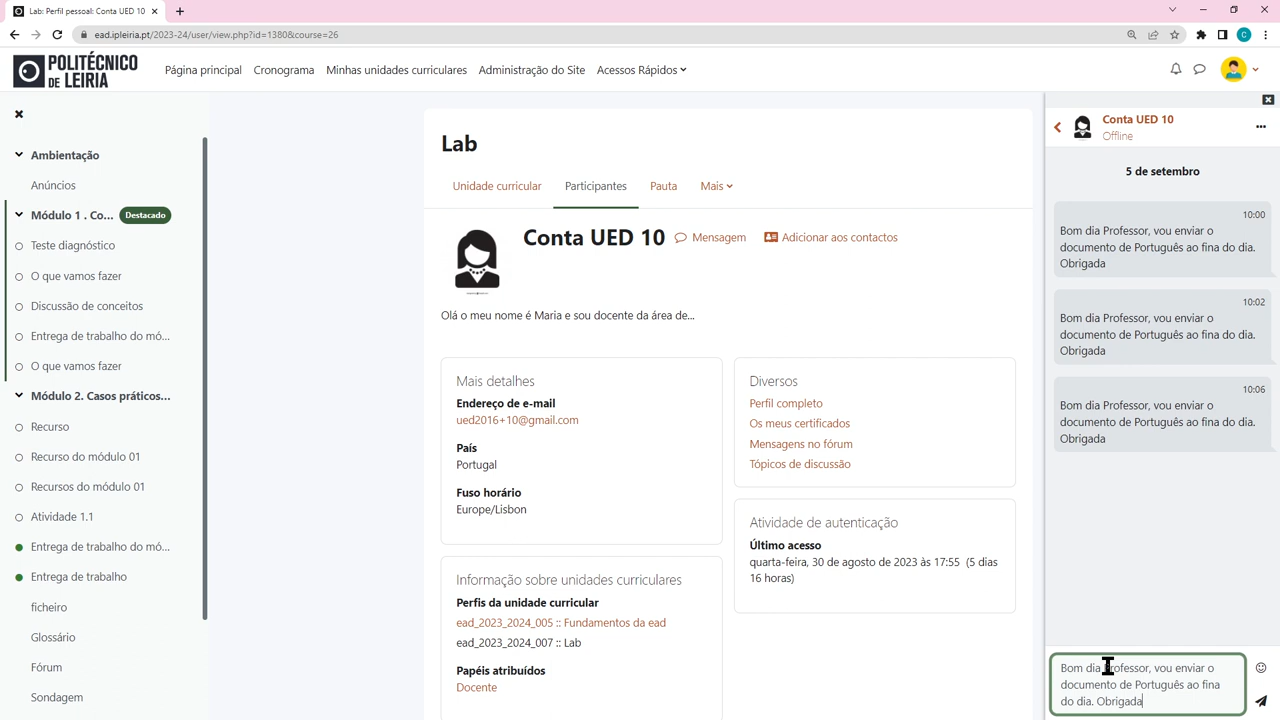 Lab: Perfil pessoal: Conta UED 10
ead.ipleiria.pt/2023-24/user/view.php?id=1380&course=26
C
POLITÉCNICO
DE LEIRIA
Página principal
Cronograma
Minhas unidades curriculares
Administração do Site
Acessos Rápidos
Ambientação
Anúncios
Módulo 1 . Co...
Destacado
Teste diagnóstico
O que vamos fazer
Discussão de conceitos
Entrega de trabalho do mó...
O que vamos fazer
Módulo 2. Casos práticos...
Recurso
Recurso do módulo 01
Recursos do módulo 01
Atividade 1.1
Entrega de trabalho do mó...
Entrega de trabalho
ficheiro
Glossário
Fórum
Sondagem
Lab
Unidade curricular
Participantes
Pauta
Mais
Conta UED 10
Mensagem
Adicionar aos contactos
Olá o meu nome é Maria e sou docente da área de...
Mais detalhes
Endereço de e-mail
ued2016+10@gmail.com
País
Portugal
Fuso horário
Europe/Lisbon
Informação sobre unidades curriculares
Perfis da unidade curricular
ead_2023_2024_005 :: Fundamentos da ead
ead_2023_2024_007 :: Lab
Papéis atribuídos
Docente
Diversos
Perfil completo
Os meus certificados
Mensagens no fórum
Tópicos de discussão
Atividade de autenticação
Último acesso
quarta-feira, 30 de agosto de 2023 às 17:55 (5 dias
16 horas)
Conta UED 10
Offline
5 de setembro
10:00
Bom dia Professor, vou enviar o
documento de Português ao fina do dia.
Obrigada
10:02
Bom dia Professor, vou enviar o
documento de Português ao fina do dia.
Obrigada
10:06
Bom dia Professor, vou enviar o
documento de Português ao fina do dia.
Obrigada
Bom dia Professor, vou enviar o
documento de Português ao fina
do dia. Obrigada